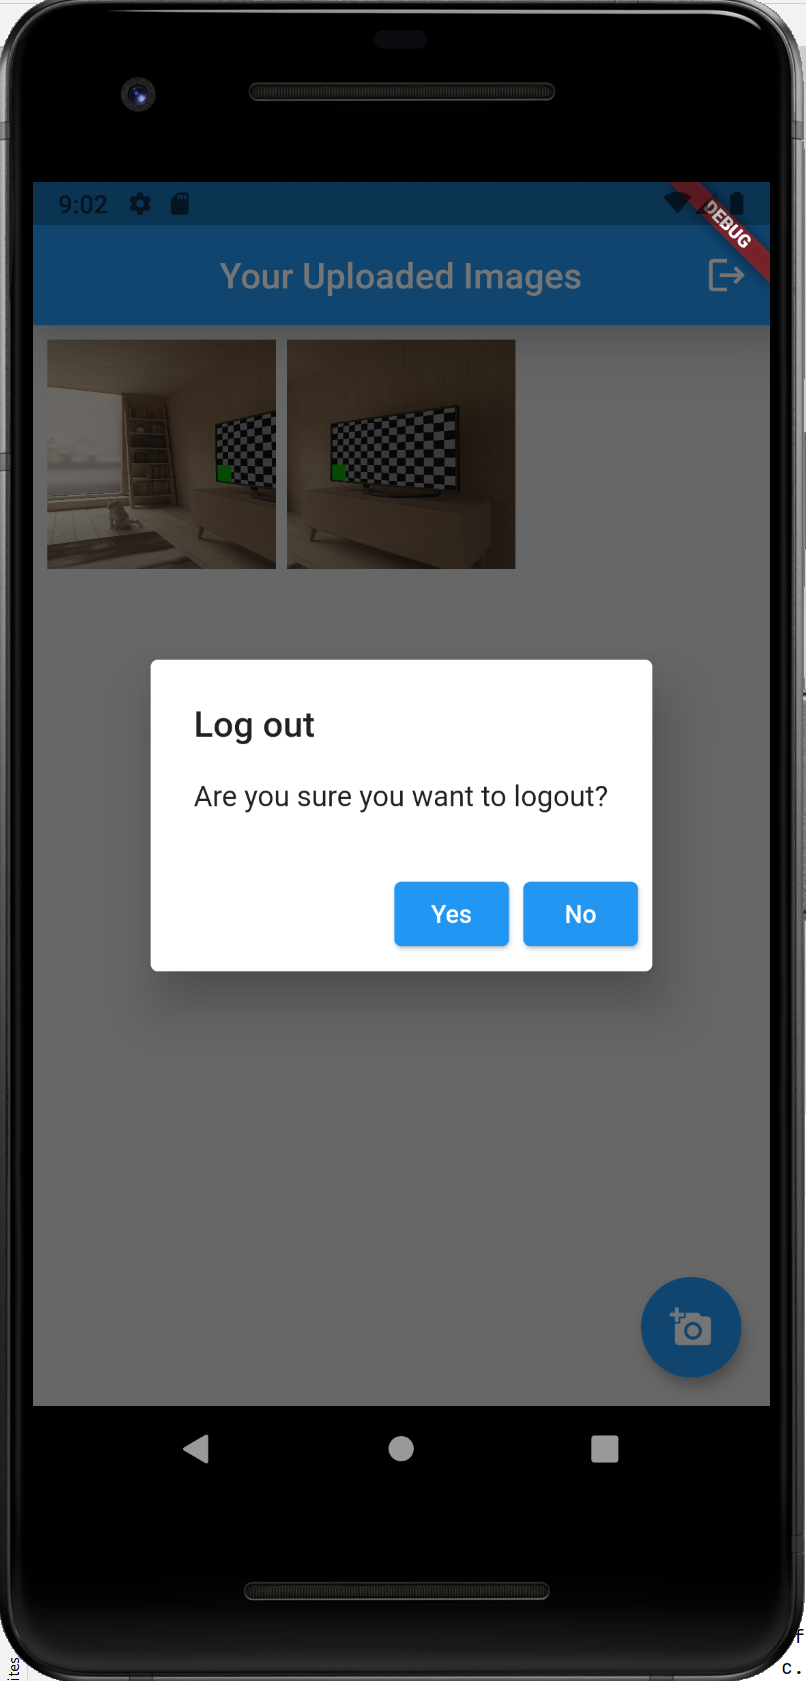 9:02
DEBUG
Your Uploaded Images
Log out
Are you sure you want to logout?
Yes
No
ites
f
c.